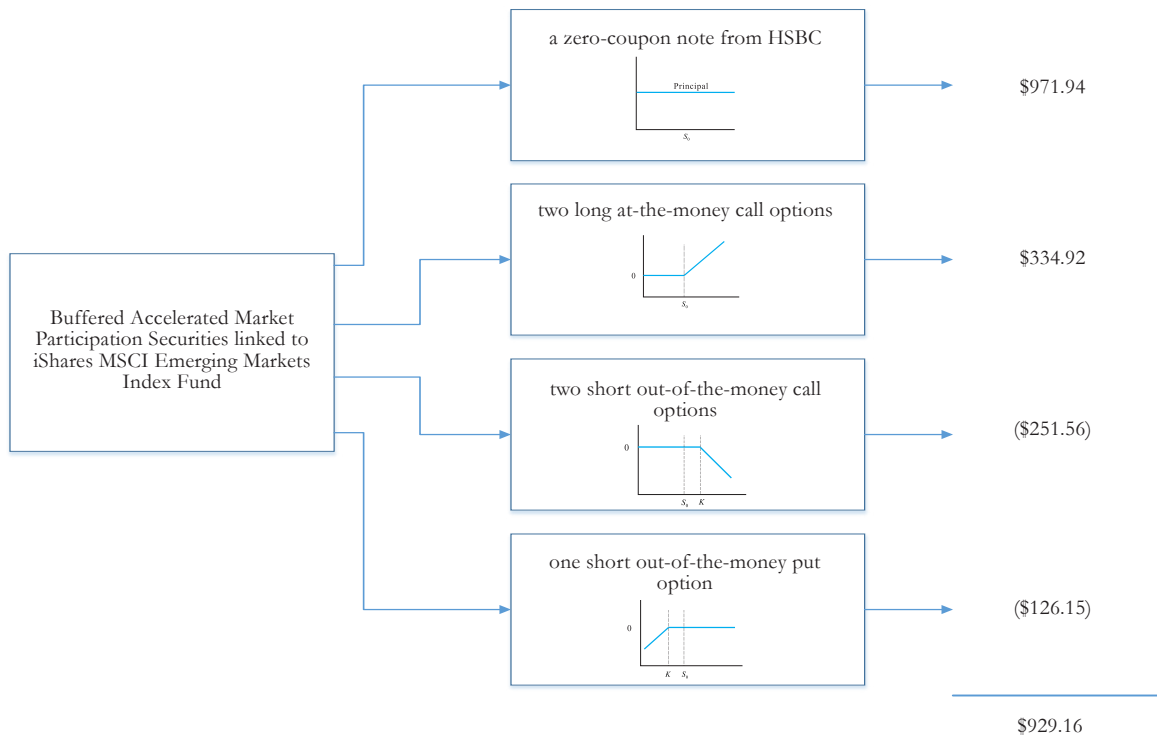 a zero-coupon note from HSBC
Principal
S₀
$971.94
two long at-the-money call options
0
S₀
$334.92
Buffered Accelerated Market
Participation Securities linked to
iShares MSCI Emerging Markets
Index Fund
two short out-of-the-money call
options
0
S₀ K
($251.56)
one short out-of-the-money put
option
0
K S₀
($126.15)
$929.16